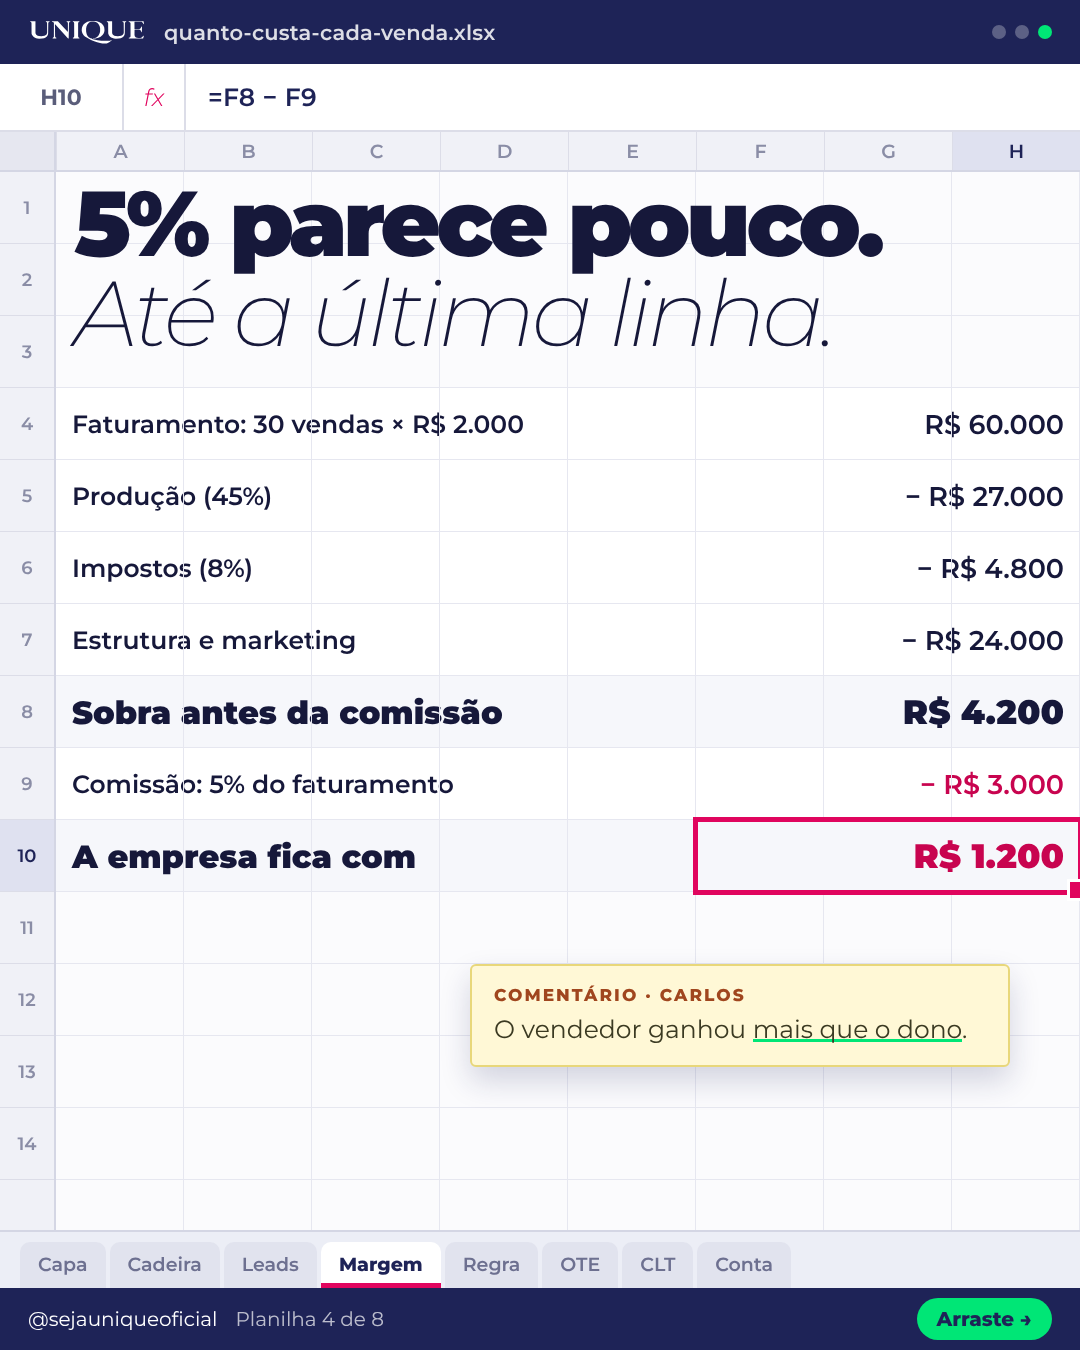 UNIQUE quanto-custa-cada-venda.xlsx
H10 fx =F8 − F9
A B C D E F G H
1 5% parece pouco.
2
3 Até a última linha.
4 Faturamento: 30 vendas × R$ 2.000 R$ 60.000
5 Produção (45%) − R$ 27.000
6 Impostos (8%) − R$ 4.800
7 Estrutura e marketing − R$ 24.000
8 Sobra antes da comissão R$ 4.200
9 Comissão: 5% do faturamento − R$ 3.000
10 A empresa fica com R$ 1.200
11
12
COMENTÁRIO · CARLOS
O vendedor ganhou mais que o dono.
13
14
Capa Cadeira Leads Margem Regra OTE CLT Conta
@sejauniqueoficial Planilha 4 de 8 Arraste →